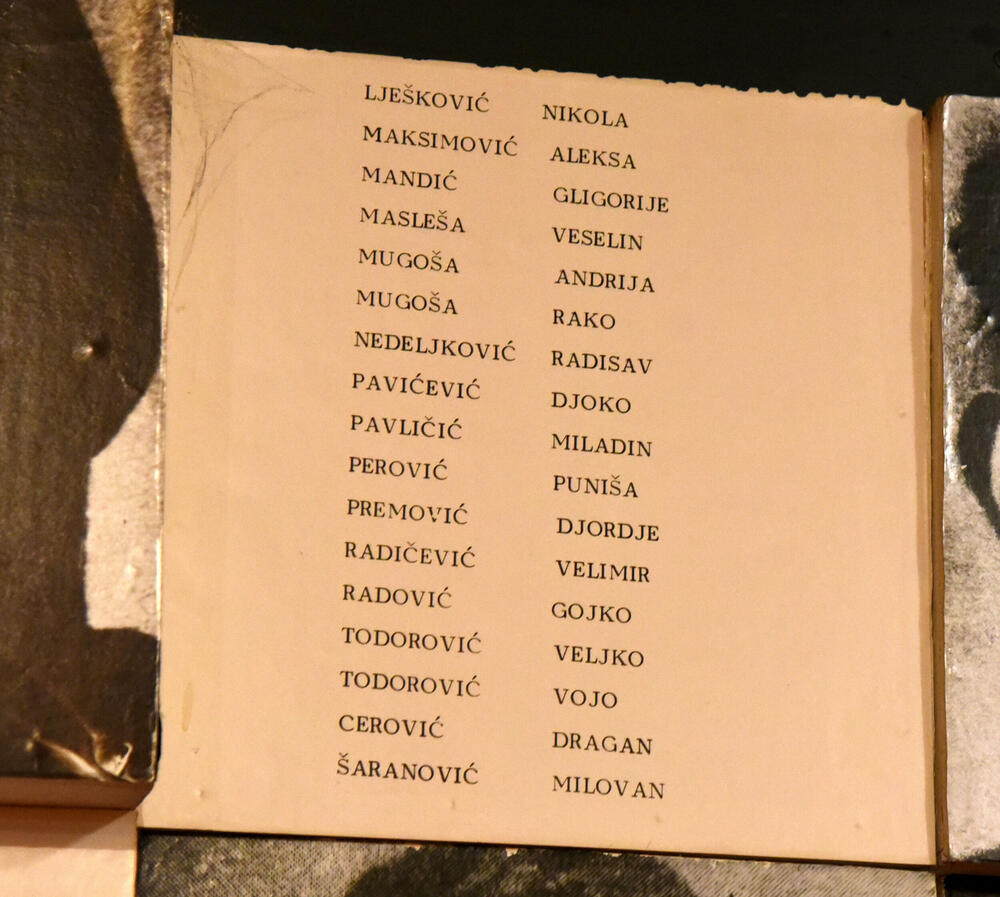 LJEŠKOVIĆ NIKOLA
MAKSIMOVIĆ ALEKSA
MANDIĆ GLIGORIJE
MASLEŠA VESELIN
MUGOŠA ANDRIJA
MUGOŠA RAKO
NEDELJKOVIĆ RADISAV
PAVIĆEVIĆ DJOKO
PAVLIČIĆ MILADIN
PEROVIĆ PUNIŠA
PREMOVIĆ DJORDJE
RADIČEVIĆ VELIMIR
RADOVIĆ GOJKO
TODOROVIĆ VELJKO
TODOROVIĆ VOJO
CEROVIĆ DRAGAN
ŠARANOVIĆ MILOVAN